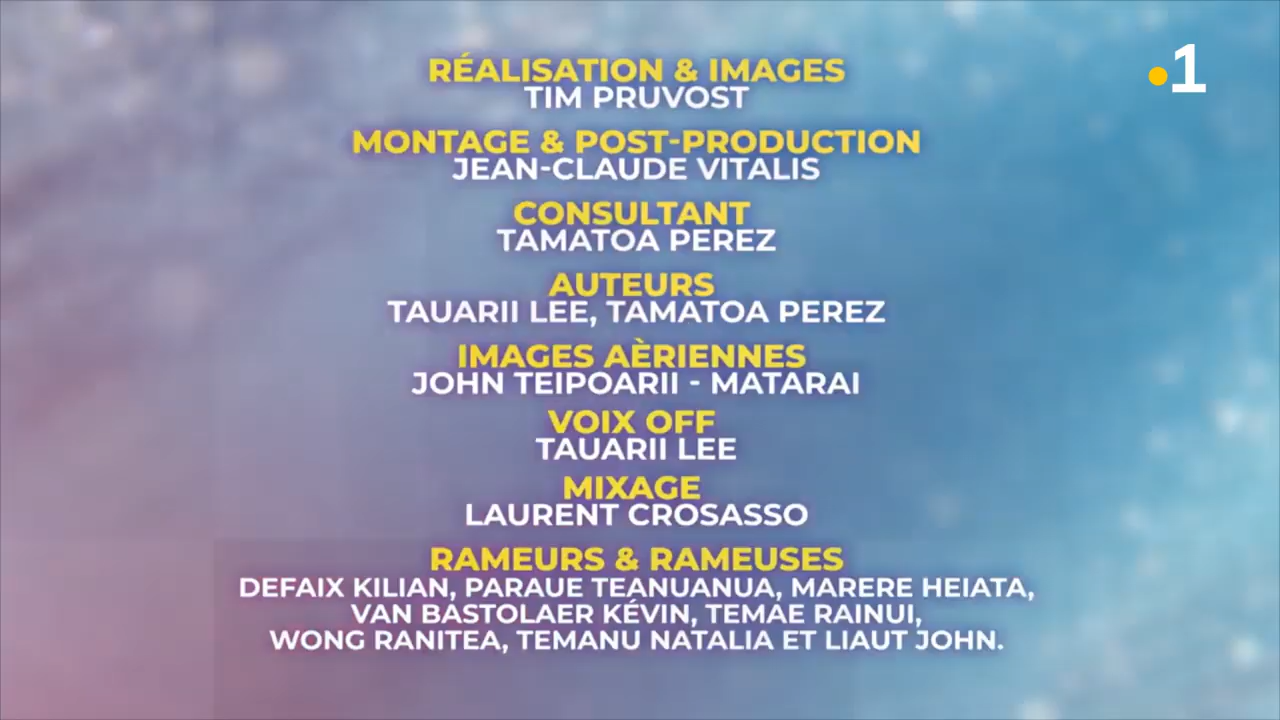 RÉALISATION & IMAGES
TIM PRUVOST
MONTAGE & POST-PRODUCTION
JEAN-CLAUDE VITALIS
CONSULTANT
TAMATOA PEREZ
AUTEURS
TAUARII LEE, TAMATOA PEREZ
IMAGES AÈRIENNES
JOHN TEIPOARII - MATARAI
VOIX OFF
TAUARII LEE
MIXAGE
LAURENT CROSASSO
RAMEURS & RAMEUSES
DEFAIX KILIAN, PARAUE TEANUANUA, MARERE HEIATA,
VAN BASTOLAER KÉVIN, TEMAE RAINUI,
WONG RANITEA, TEMANU NATALIA ET LIAUT JOHN.
1